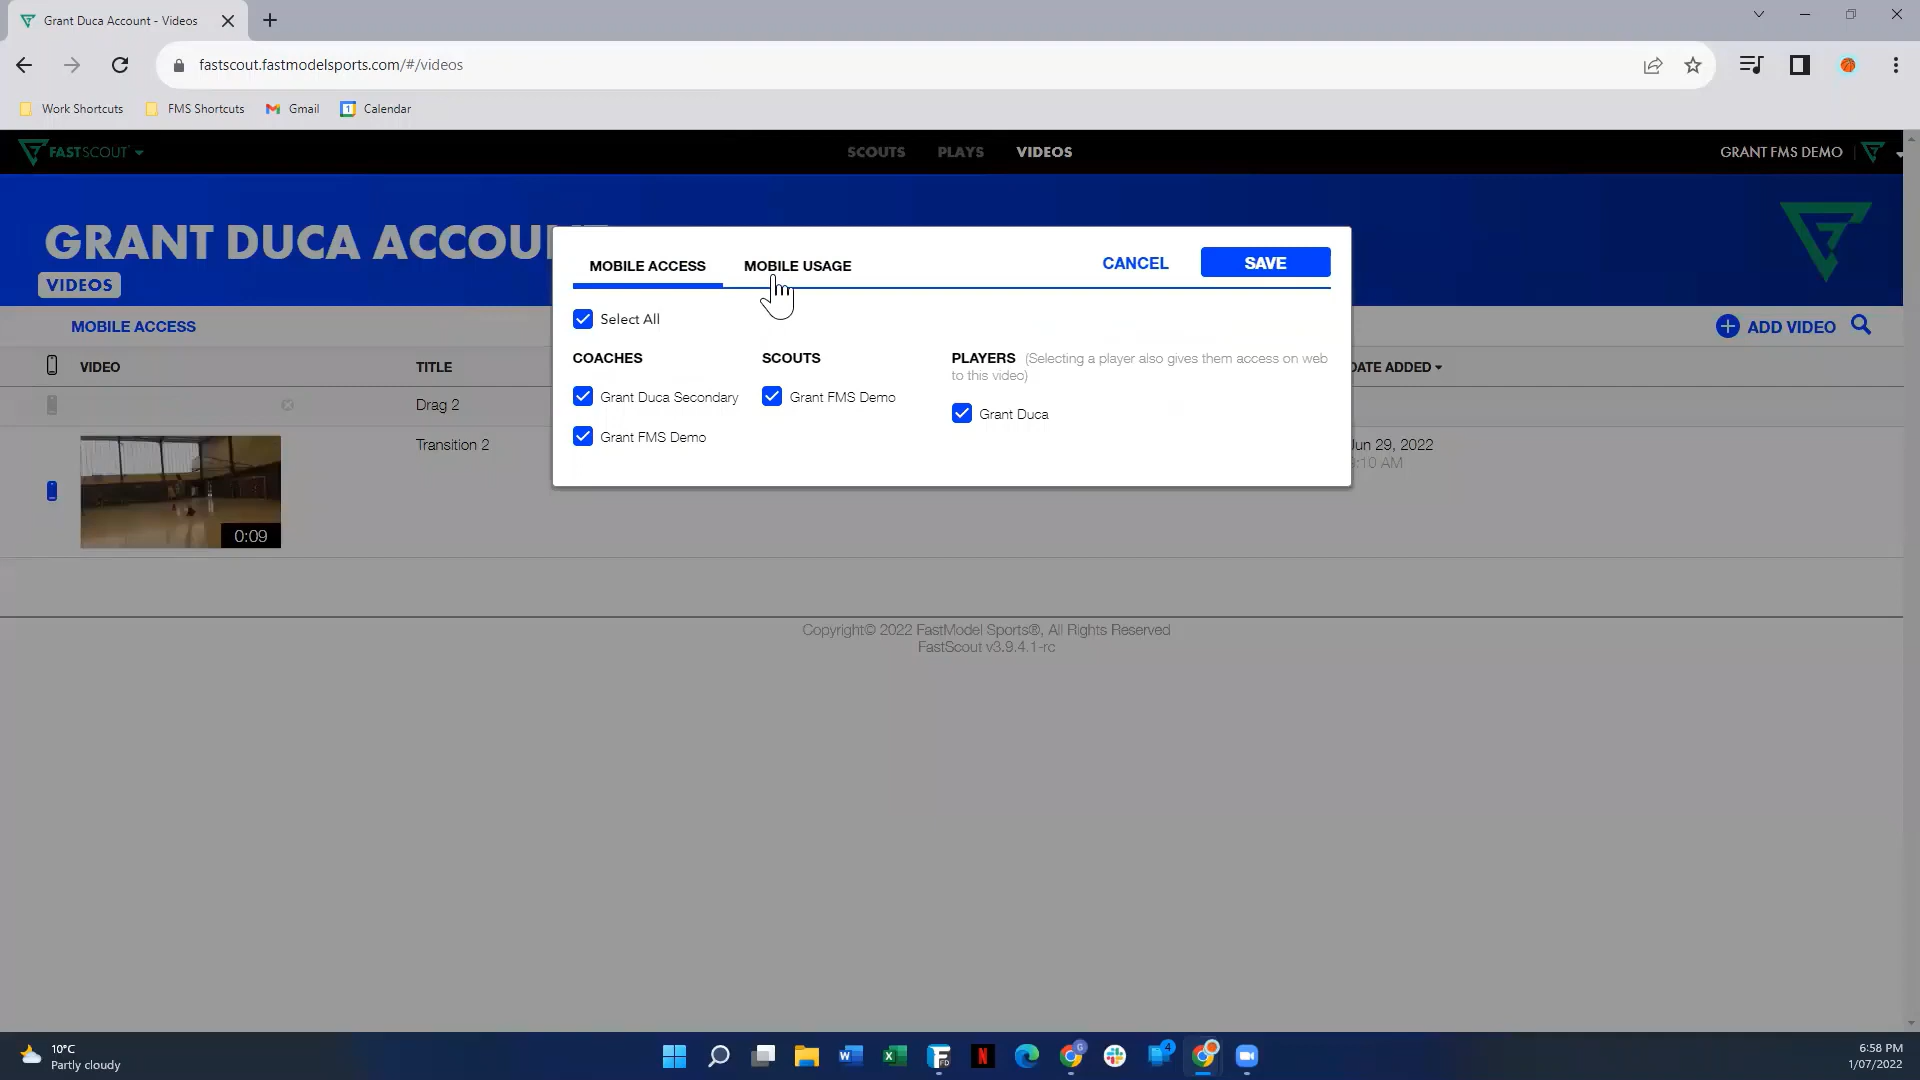 Grant Duca Account - Videos
fastscout.fastmodelsports.com/#/videos
Work Shortcuts
FMS Shortcuts
Gmail
Calendar
FASTSCOUT
SCOUTS
PLAYS
VIDEOS
GRANT FMS DEMO
GRANT DUCA ACCOU
VIDEOS
MOBILE ACCESS
MOBILE USAGE
CANCEL
SAVE
Select All
COACHES
SCOUTS
PLAYERS (Selecting a player also gives them access on web
to this video)
Grant Duca Secondary
Grant FMS Demo
Grant Duca
Grant FMS Demo
MOBILE ACCESS
ADD VIDEO
VIDEO
TITLE
DATE ADDED
Drag 2
Transition 2
Jun 29, 2022
:10 AM
0:09
Copyright© 2022 FastModel Sports®, All Rights Reserved
FastScout v3.9.4.1-rc
10°C
Partly cloudy
4
6:58 PM
1/07/2022